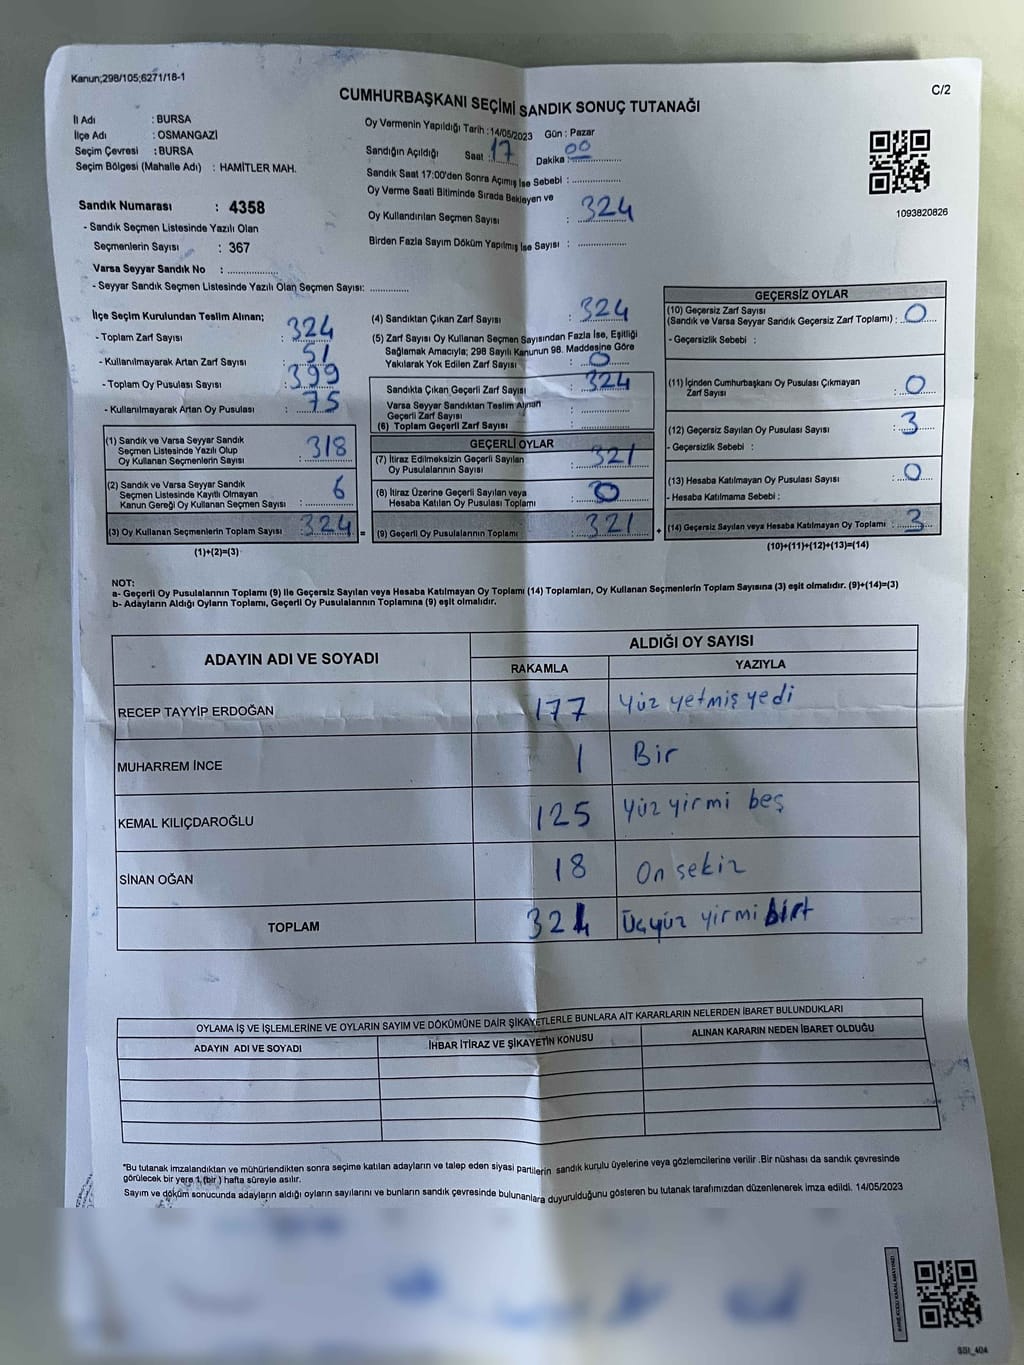 Kanun;298/105;6271/18-1
C/2
CUMHURBAŞKANI SEÇİMİ SANDIK SONUÇ TUTANAĞI
İl Adı : BURSA
İlçe Adı : OSMANGAZİ
Seçim Çevresi : BURSA
Seçim Bölgesi (Mahalle Adı) : HAMİTLER MAH.
Oy Vermenin Yapıldığı Tarih : 14/05/2023 Gün : Pazar
Sandığın Açıldığı Saat : 17 Dakika : 00
Sandık Saat 17:00'den Sonra Açımış İse Sebebi : ..............
Oy Verme Saati Bitiminde Sırada Bekleyen ve
Oy Kullandırılan Seçmen Sayısı : 324
Birden Fazla Sayım Döküm Yapılmış İse Sayısı : ..............
1093820826
Sandık Numarası : 4358
- Sandık Seçmen Listesinde Yazılı Olan
Seçmenlerin Sayısı : 367
Varsa Seyyar Sandık No : ..............
- Seyyar Sandık Seçmen Listesinde Yazılı Olan Seçmen Sayısı: ..............
İlçe Seçim Kurulundan Teslim Alınan;
- Toplam Zarf Sayısı : 324
- Kullanılmayarak Artan Zarf Sayısı : 51
- Toplam Oy Pusulası Sayısı : 399
- Kullanılmayarak Artan Oy Pusulası : 75
(1) Sandık ve Varsa Seyyar Sandık
Seçmen Listesinde Yazılı Olup
Oy Kullanan Seçmenlerin Sayısı : 318
(2) Sandık ve Varsa Seyyar Sandık
Seçmen Listesinde Kayıtlı Olmayan
Kanun Gereği Oy Kullanan Seçmen Sayısı : 6
(3) Oy Kullanan Seçmenlerin Toplam Sayısı : 324 =
(1)+(2)=(3)
(4) Sandıktan Çıkan Zarf Sayısı : 324
(5) Zarf Sayısı Oy Kullanan Seçmen Sayısından Fazla İse, Eşitliği
Sağlamak Amacıyla; 298 Sayılı Kanunun 98. Maddesine Göre
Yakılarak Yok Edilen Zarf Sayısı : 0
Sandıkta Çıkan Geçerli Zarf Sayısı : 324
Varsa Seyyar Sandıktan Teslim Alınan
Geçerli Zarf Sayısı : ..............
(6) Toplam Geçerli Zarf Sayısı : ..............
GEÇERLİ OYLAR
(7) İtiraz Edilmeksizin Geçerli Sayılan
Oy Pusulalarının Sayısı : 321
(8) İtiraz Üzerine Geçerli Sayılan veya
Hesaba Katılan Oy Pusulası Toplamı : 0
(9) Geçerli Oy Pusulalarının Toplamı : 321 +
GEÇERSİZ OYLAR
(10) Geçersiz Zarf Sayısı
(Sandık ve Varsa Seyyar Sandık Geçersiz Zarf Toplamı) : 0
- Geçersizlik Sebebi :
(11) İçinden Cumhurbaşkanı Oy Pusulası Çıkmayan
Zarf Sayısı : 0
(12) Geçersiz Sayılan Oy Pusulası Sayısı : 3
- Geçersizlik Sebebi :
(13) Hesaba Katılmayan Oy Pusulası Sayısı : 0
- Hesaba Katılmama Sebebi :
(14) Geçersiz Sayılan veya Hesaba Katılmayan Oy Toplamı : 3
(10)+(11)+(12)+(13)=(14)
NOT:
a- Geçerli Oy Pusulalarının Toplamı (9) ile Geçersiz Sayılan veya Hesaba Katılmayan Oy Toplamı (14) Toplamları, Oy Kullanan Seçmenlerin Toplam Sayısına (3) eşit olmalıdır. (9)+(14)=(3)
b- Adayların Aldığı Oyların Toplamı, Geçerli Oy Pusulalarının Toplamına (9) eşit olmalıdır.
ADAYIN ADI VE SOYADI ALDIĞI OY SAYISI
RAKAMLA YAZIYLA
RECEP TAYYİP ERDOĞAN 177 Yüz yetmiş yedi
MUHARREM İNCE 1 Bir
KEMAL KILIÇDAROĞLU 125 Yüz yirmi beş
SİNAN OĞAN 18 On sekiz
TOPLAM 321 Üçyüz yirmi bir
OYLAMA İŞ VE İŞLEMLERİNE VE OYLARIN SAYIM VE DÖKÜMÜNE DAİR ŞİKAYETLERLE BUNLARA AİT KARARLARIN NELERDEN İBARET BULUNDUKLARI
ADAYIN ADI VE SOYADI İHBAR İTİRAZ VE ŞİKAYETİN KONUSU ALINAN KARARIN NEDEN İBARET OLDUĞU
"Bu tutanak imzalandıktan ve mühürlendikten sonra seçime katılan adayların ve talep eden siyasi partilerin sandık kurulu üyelerine veya gözlemcilerine verilir .Bir nüshası da sandık çevresinde
görülecek bir yere 1 (bir ) hafta süreyle asılır.
Sayım ve döküm sonucunda adayların aldığı oyların sayılarını ve bunların sandık çevresinde bulunanlara duyurulduğunu gösteren bu tutanak tarafımızdan düzenlenerek imza edildi. 14/05/2023